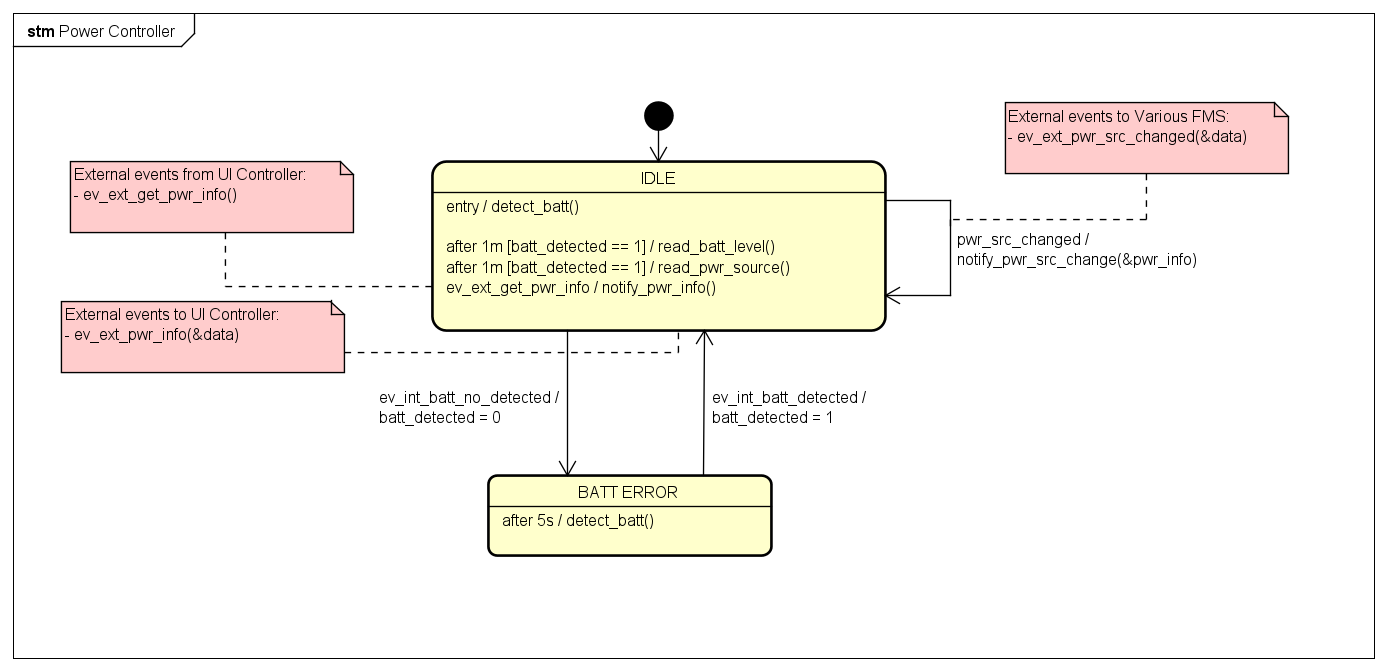 stm Power Controller
External events to Various FMS:
- ev_ext_pwr_src_changed(&data)
External events from UI Controller:
- ev_ext_get_pwr_info()
IDLE
entry / detect_batt()
after 1m [batt_detected == 1] / read_batt_level()
after 1m [batt_detected == 1] / read_pwr_source()
ev_ext_get_pwr_info / notify_pwr_info()
pwr_src_changed /
notify_pwr_src_change(&pwr_info)
External events to UI Controller:
- ev_ext_pwr_info(&data)
ev_int_batt_no_detected /
batt_detected = 0
ev_int_batt_detected /
batt_detected = 1
BATT ERROR
after 5s / detect_batt()